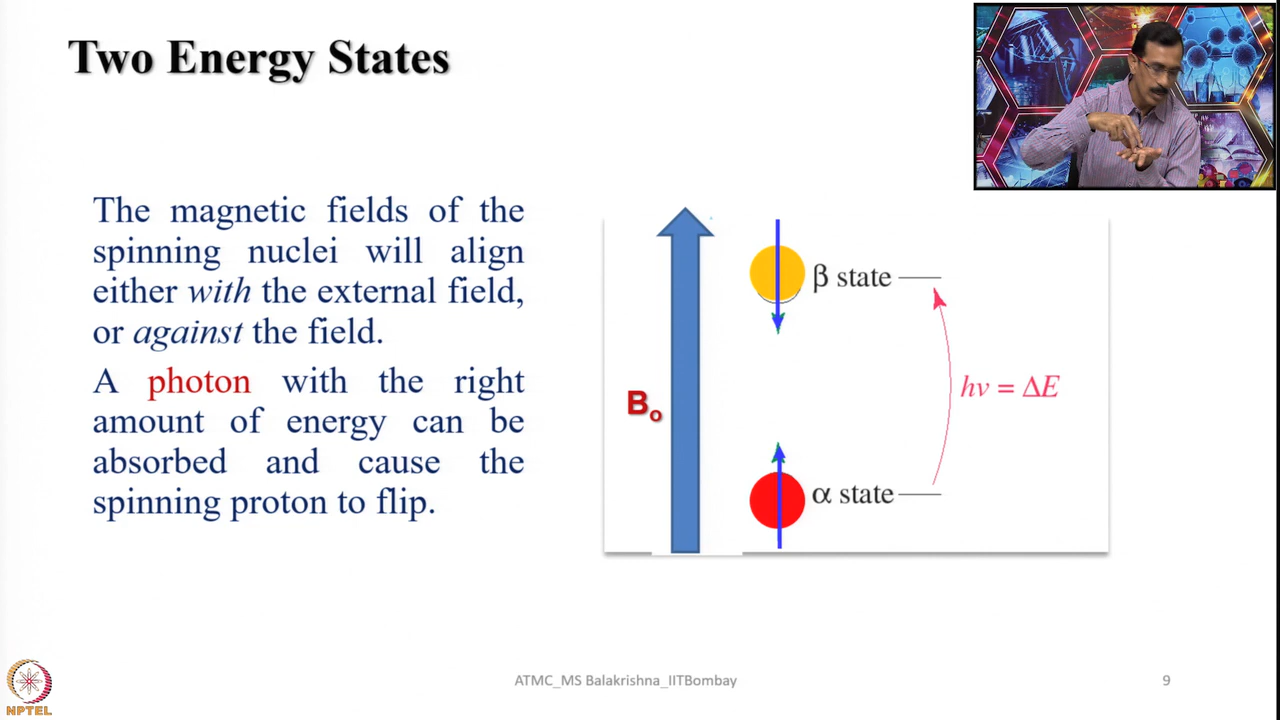 Two Energy States
The magnetic fields of the
spinning nuclei will align
either with the external field,
or against the field.
A photon with the right
amount of energy can be
absorbed and cause the
spinning proton to flip.
Bo
β state
hν = ΔE
α state
NPTEL
ATMC_MS Balakrishna_IITBombay
9